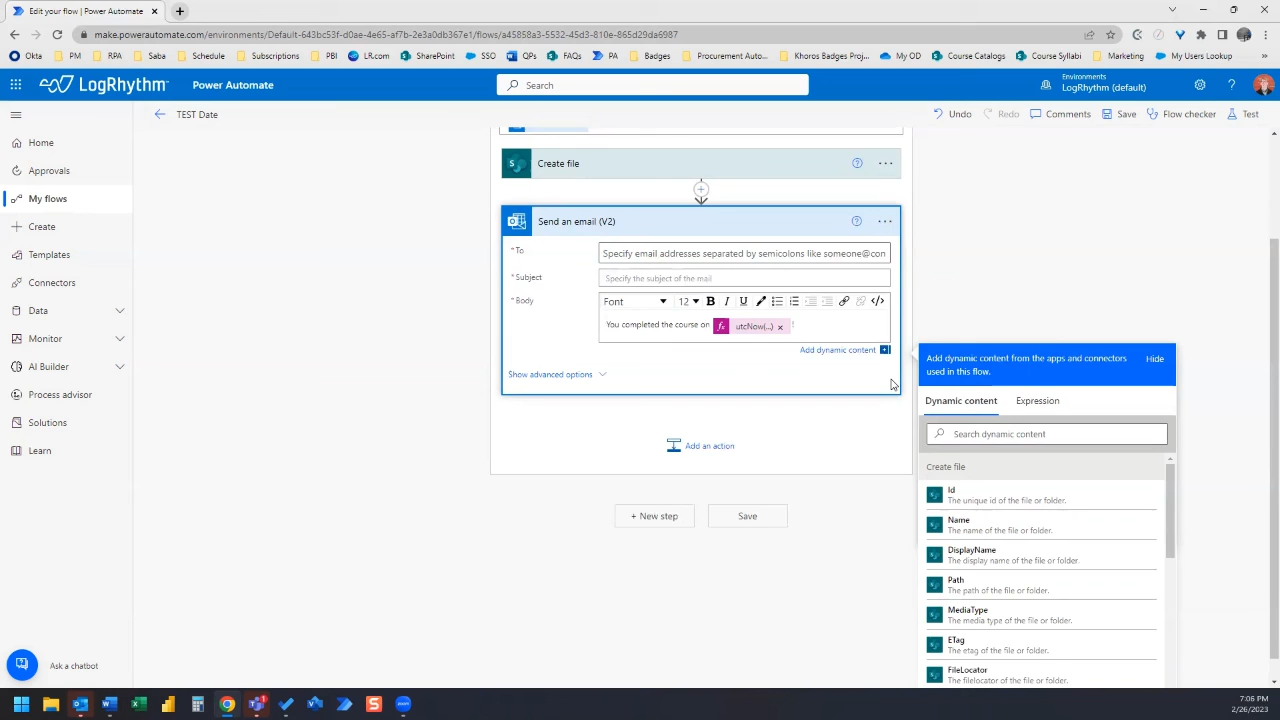 Edit your flow | Power Automate
make.powerautomate.com/environments/Default-643bc53f-d0ae-4e65-af7b-2e3a0db367e1/flows/a45858a3-5532-45d3-8152-810e-865d29da6987
Okta
Policy
Saba
Schedule
Subscriptions
PBI
LR.com
SharePoint
SSO
QPs
FAQs
PA
Badges
Procurement Auto...
Khoros Badges Proj...
My OD
Course Catalogs
Course Syllabi
Marketing
My Users Lookup
LogRhythm
Power Automate
Search
Environments
LogRhythm (default)
TEST Date
Undo
Redo
Comments
Save
Flow checker
Test
Home
Approvals
My flows
Create
Templates
Connectors
Data
Monitor
AI Builder
Process advisor
Solutions
Learn
Ask a chatbot
Create file
Send an email (V2)
* To
Specify email addresses separated by semicolons like someone@con
* Subject
Specify the subject of the mail
* Body
Font
12
You completed the course on utcNow(...) x !
Add dynamic content
Show advanced options
Add an action
+ New step
Save
Add dynamic content from the apps and connectors
used in this flow.
Hide
Dynamic content
Expression
Search dynamic content
Create file
Id
The unique id of the file or folder.
Name
The name of the file or folder.
DisplayName
The display name of the file or folder.
Path
The path of the file or folder.
MediaType
The media type of the file or folder.
ETag
The etag of the file or folder.
FileLocator
The filelocator of the file or folder.
7:06 PM
2/26/2023